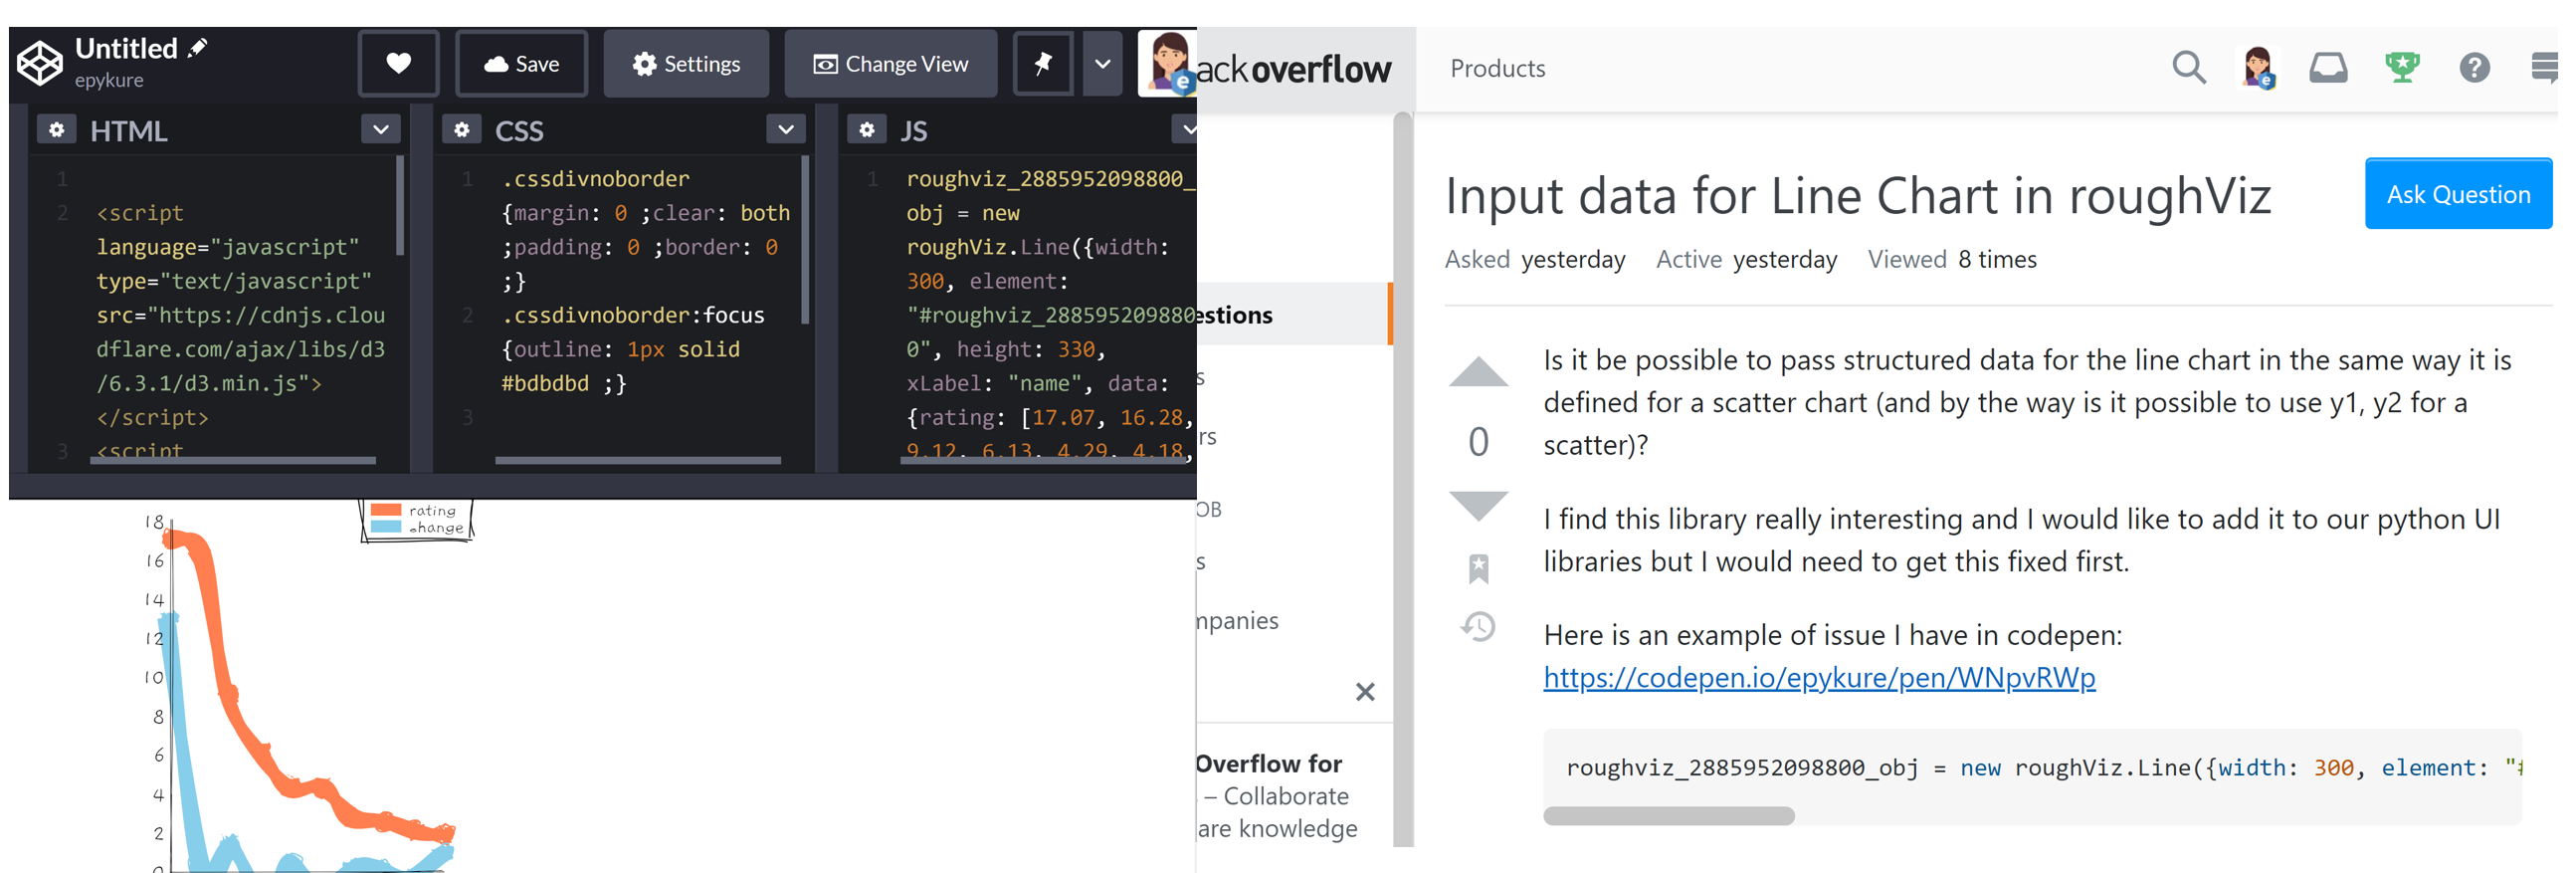 Untitled
epykure
Save
Settings
Change View
HTML
1
2
<script
language="javascript"
type="text/javascript"
src="https://cdnjs.clou
dflare.com/ajax/libs/d3
/6.3.1/d3.min.js">
</script>
3
<script
CSS
1
.cssdivnoborder
{margin: 0 ;clear: both
;padding: 0 ;border: 0
;}
2
.cssdivnoborder:focus
{outline: 1px solid
#bdbdbd ;}
3
JS
1
roughviz_2885952098800_
obj = new
roughViz.Line({width:
300, element:
"#roughviz_288595209880
0", height: 330,
xLabel: "name", data:
{rating: [17.07, 16.28,
9.12, 6.13, 4.29, 4.18,
rating
change
18
16
14
12
10
8
6
4
2
0
ackoverflow
Products
estions
s
rs
OB
s
mpanies
Overflow for
– Collaborate
are knowledge
Input data for Line Chart in roughViz
Ask Question
Asked yesterday Active yesterday Viewed 8 times
0
Is it be possible to pass structured data for the line chart in the same way it is
defined for a scatter chart (and by the way is it possible to use y1, y2 for a
scatter)?
I find this library really interesting and I would like to add it to our python UI
libraries but I would need to get this fixed first.
Here is an example of issue I have in codepen:
https://codepen.io/epykure/pen/WNpvRWp
roughviz_2885952098800_obj = new roughViz.Line({width: 300, element: "#